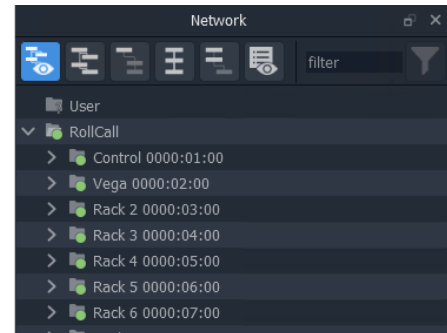 Network
filter
User
RollCall
Control 0000:01:00
Vega 0000:02:00
Rack 2 0000:03:00
Rack 3 0000:04:00
Rack 4 0000:05:00
Rack 5 0000:06:00
Rack 6 0000:07:00